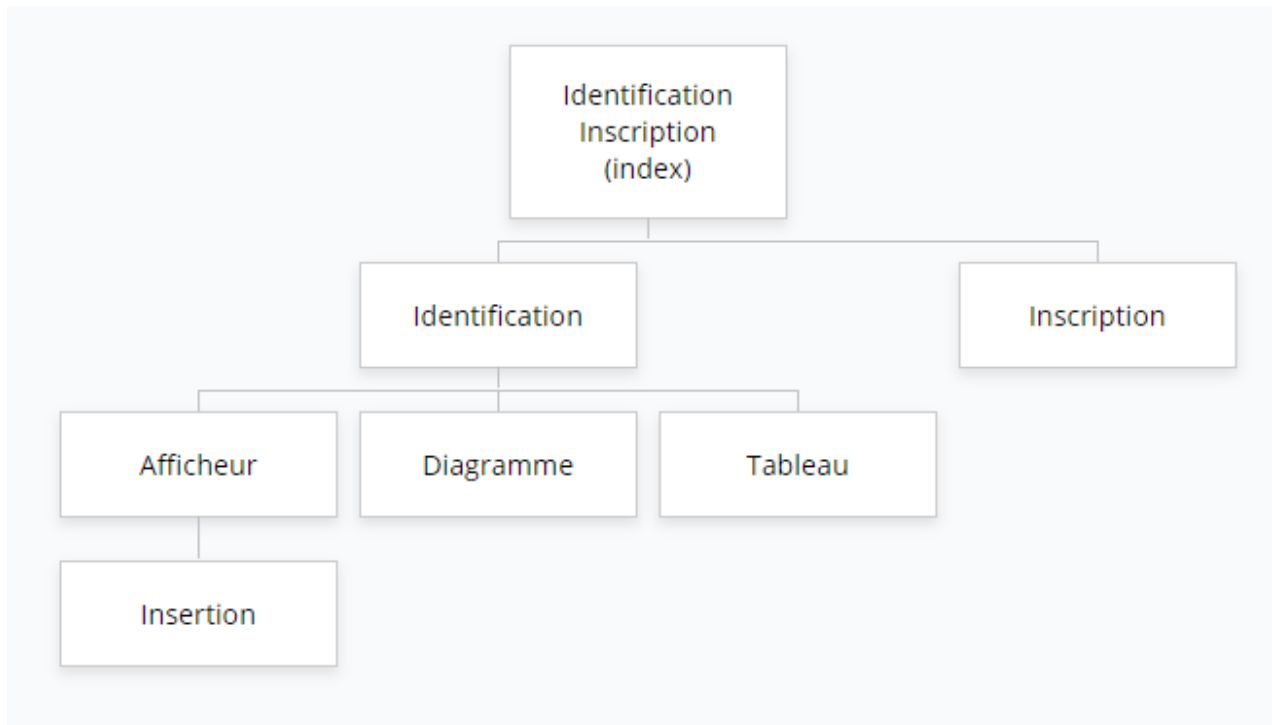 Identification
Inscription
(index)
Identification
Inscription
Afficheur
Diagramme
Tableau
Insertion